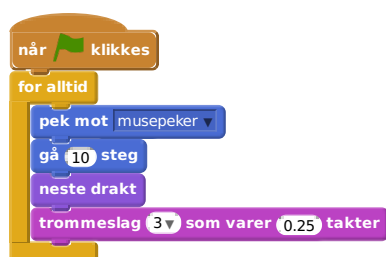 når klikkes
for alltid
pek mot musepeker
gå 10 steg
neste drakt
trommeslag 3 som varer 0.25 takter